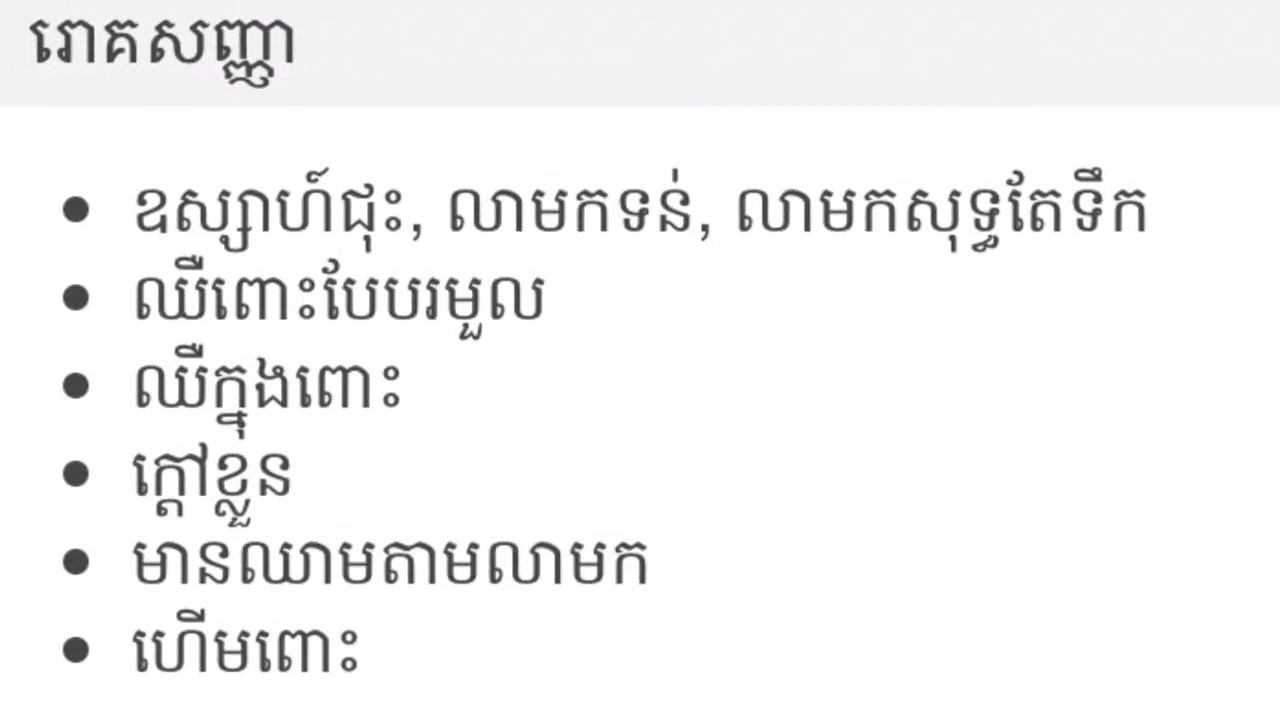 រោគសញ្ញា
● ឧស្សាហ៍ជុះ, លាមកទន់, លាមកសុទ្ធតែទឹក
● ឈឺពោះបែបរមួល
● ឈឺក្នុងពោះ
● ក្តៅខ្លួន
● មានឈាមតាមលាមក
● ហើមពោះ